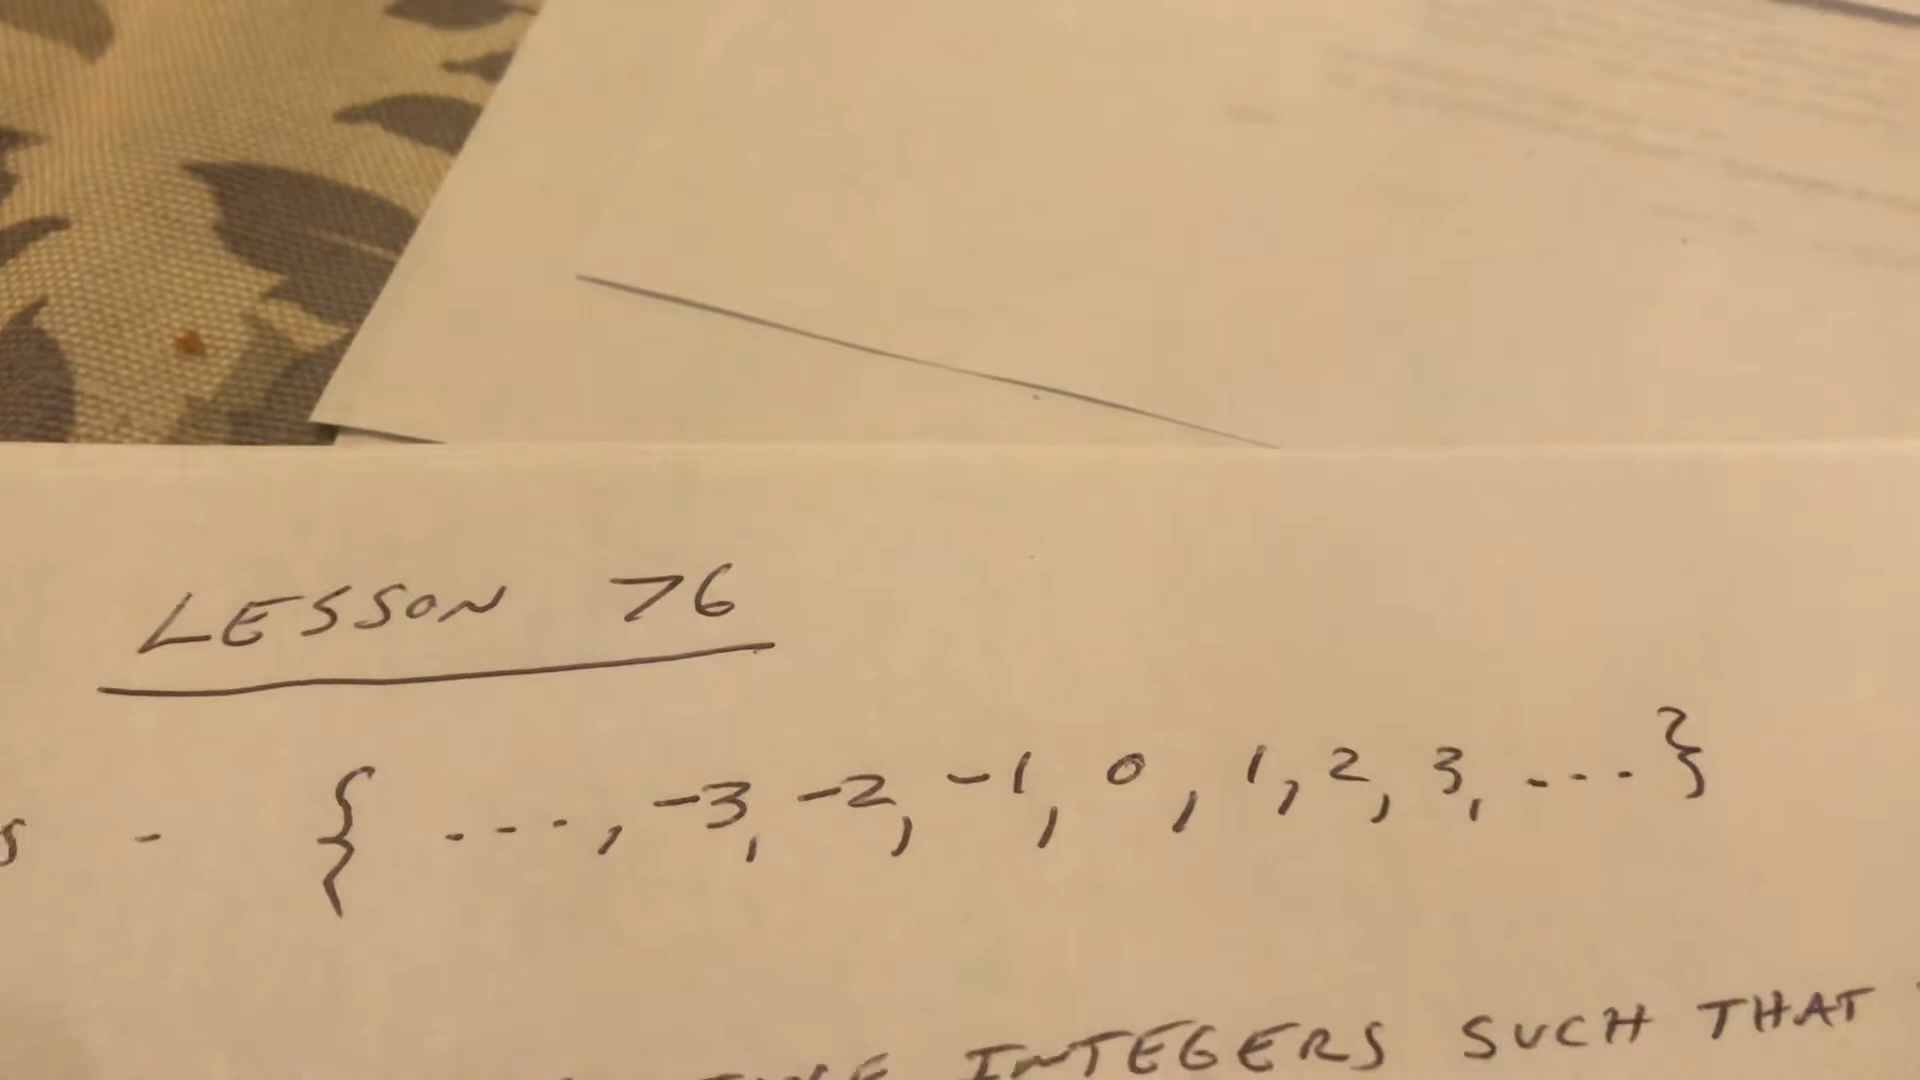 LESSON 76
- { ..., -3, -2, -1, 0, 1, 2, 3, ... }
INTEGERS SUCH THAT